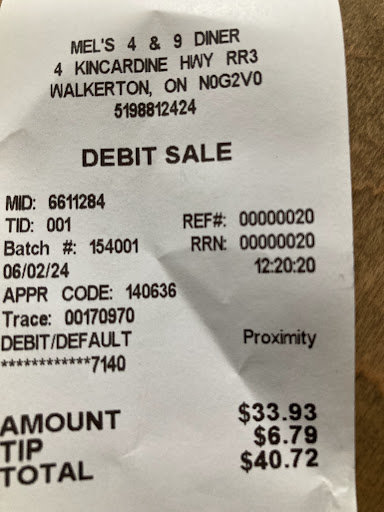 MEL'S 4 & 9 DINER
4 KINCARDINE HWY RR3
WALKERTON, ON N0G2V0
5198812424
DEBIT SALE
MID: 6611284
TID: 001 REF#: 00000020
Batch #: 154001 RRN: 00000020
06/02/24 12:20:20
APPR CODE: 140636
Trace: 00170970
DEBIT/DEFAULT Proximity
************7140
AMOUNT $33.93
TIP $6.79
TOTAL $40.72